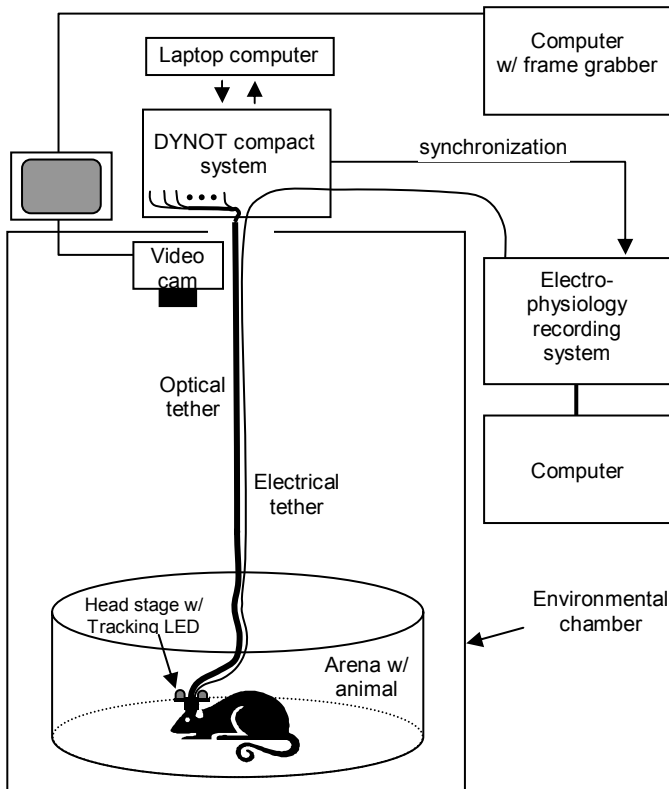 Computer
w/ frame grabber
Laptop computer
DYNOT compact
system
synchronization
Video
cam
Electro-
physiology
recording
system
Optical
tether
Electrical
tether
Computer
Head stage w/
Tracking LED
Environmental
chamber
Arena w/
animal